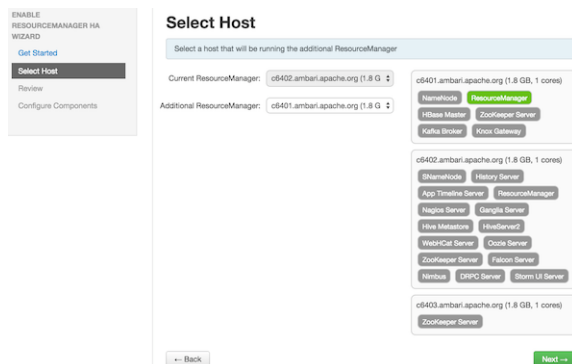 ENABLE
RESOURCEMANAGER HA
WIZARD
Get Started
Select Host
Review
Configure Components
Select Host
Select a host that will be running the additional ResourceManager
Current ResourceManager: c6402.ambari.apache.org (1.8 G
Additional ResourceManager: c6401.ambari.apache.org (1.8 G
c6401.ambari.apache.org (1.8 GB, 1 cores)
NameNode ResourceManager
HBase Master ZooKeeper Server
Kafka Broker Knox Gateway
c6402.ambari.apache.org (1.8 GB, 1 cores)
SNameNode History Server
App Timeline Server ResourceManager
Nagios Server Ganglia Server
Hive Metastore HiveServer2
WebHCat Server Oozie Server
ZooKeeper Server Falcon Server
Nimbus DRPC Server Storm UI Server
c6403.ambari.apache.org (1.8 GB, 1 cores)
ZooKeeper Server
← Back Next →